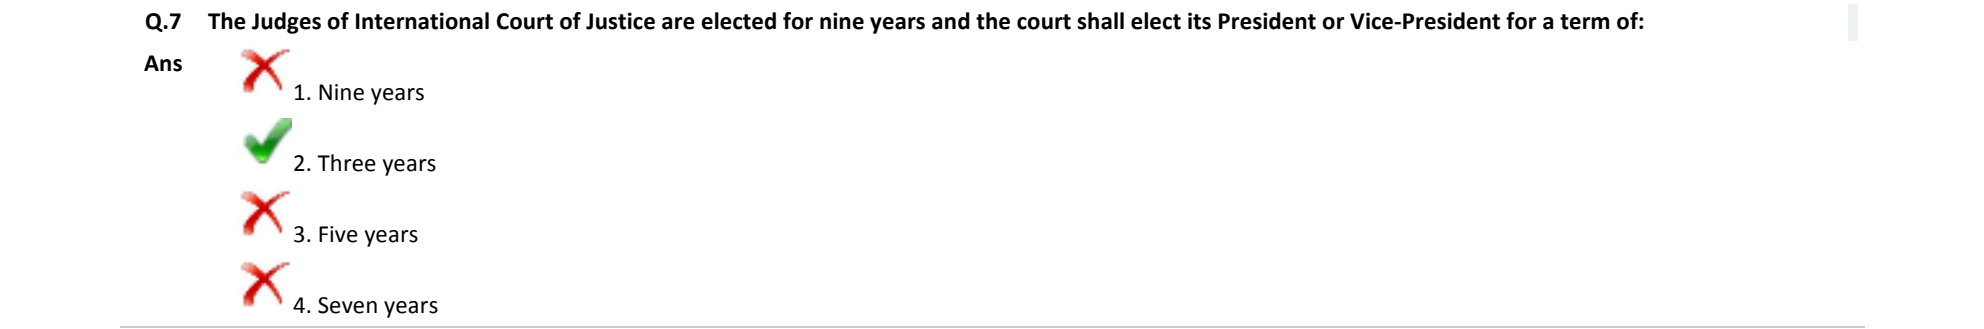 Q.7 The Judges of International Court of Justice are elected for nine years and the court shall elect its President or Vice-President for a term of:
Ans
1. Nine years
2. Three years
3. Five years
4. Seven years